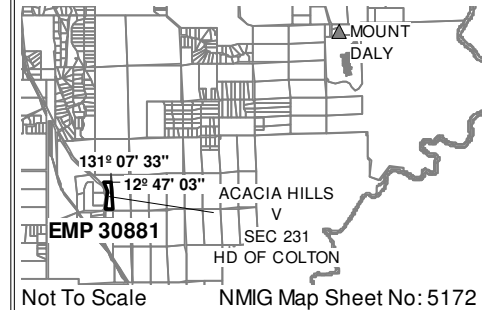 MOUNT
DALY
131º 07' 33"
12º 47' 03"
ACACIA HILLS
V
EMP 30881
SEC 231
HD OF COLTON
Not To Scale NMIG Map Sheet No: 5172